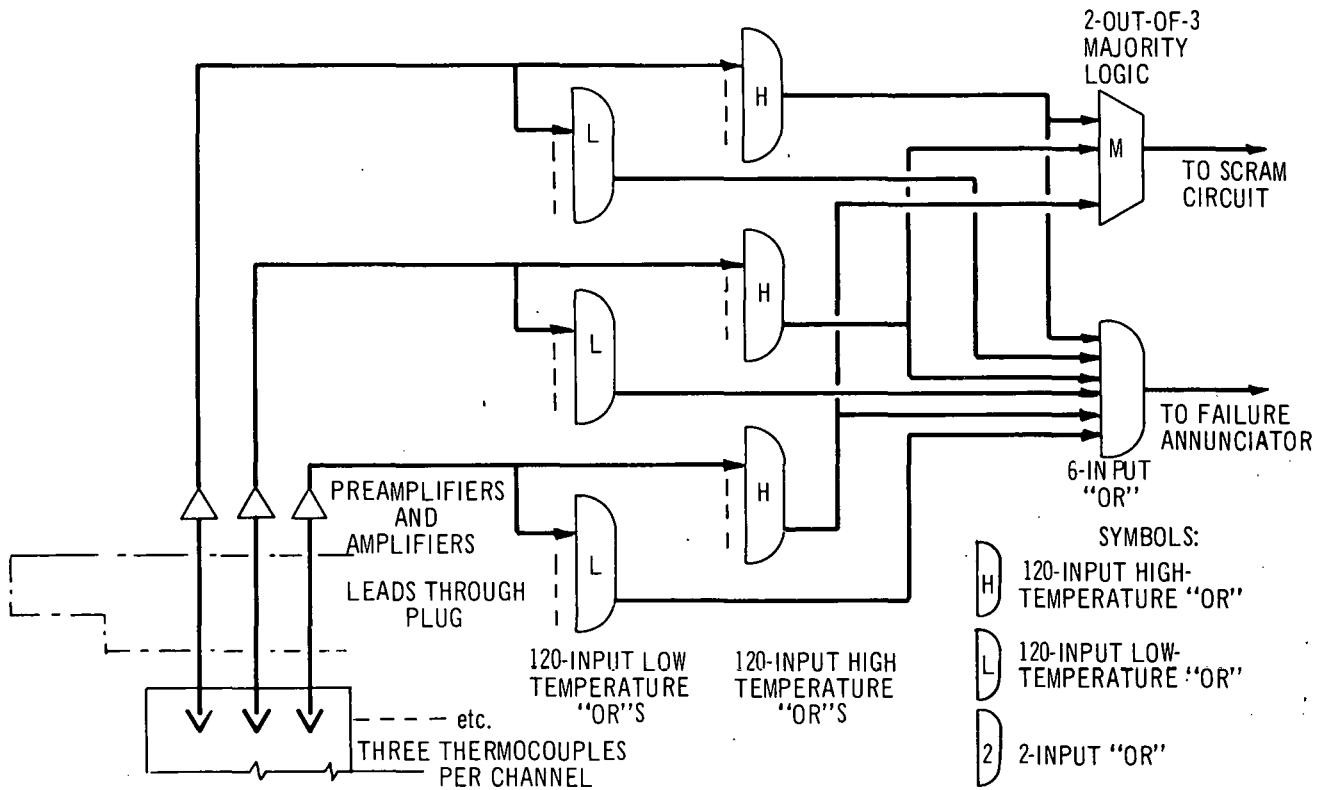 2-OUT-OF-3
MAJORITY
LOGIC
H
L
M
TO SCRAM
CIRCUIT
H
L
TO FAILURE
ANNUNCIATOR
6-INPUT
"OR"
PREAMPLIFIERS
AND
AMPLIFIERS
H
L
LEADS THROUGH
PLUG
120-INPUT LOW
TEMPERATURE
"OR"S
120-INPUT HIGH
TEMPERATURE
"OR"S
SYMBOLS:
H
120-INPUT HIGH-
TEMPERATURE "OR"
L
120-INPUT LOW-
TEMPERATURE "OR"
2
2-INPUT "OR"
etc.
THREE THERMOCOUPLES
PER CHANNEL